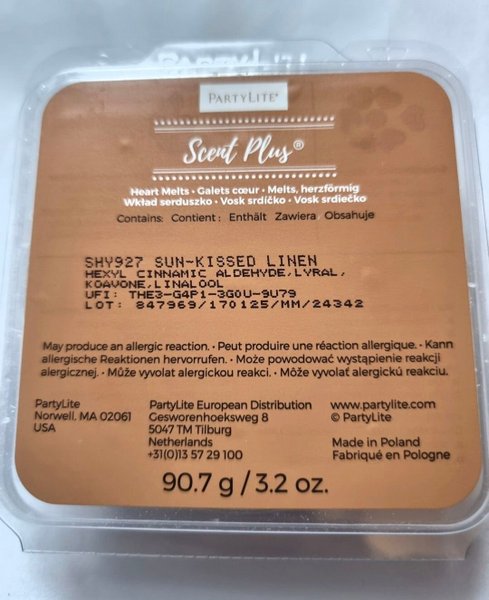 PARTYLITE®
Scent Plus®
Heart Melts • Galets cœur • Melts, herzförmig
Wkład serduszko • Vosk srdíčko • Vosk srdiečko
Contains: Contient: Enthält Zawiera Obsahuje
SHY927 SUN-KISSED LINEN
HEXYL CINNAMIC ALDEHYDE,LYRAL,
KOAVONE,LINALOOL
UFI: THE3-G4P1-3G0U-9U79
LOT: 847969/170125/MM/24342
May produce an allergic reaction. • Peut produire une réaction allergique. • Kann
allergische Reaktionen hervorrufen. • Może powodować wystąpienie reakcji
alergicznej. • Může vyvolat alergickou reakci. • Môže vyvolať alergickú reakciu.
PartyLite
Norwell, MA 02061
USA
PartyLite European Distribution
Gesworenhoeksweg 8
5047 TM Tilburg
Netherlands
+31(0)13 57 29 100
www.partylite.com
© PartyLite
Made in Poland
Fabriqué en Pologne
90.7 g / 3.2 oz.